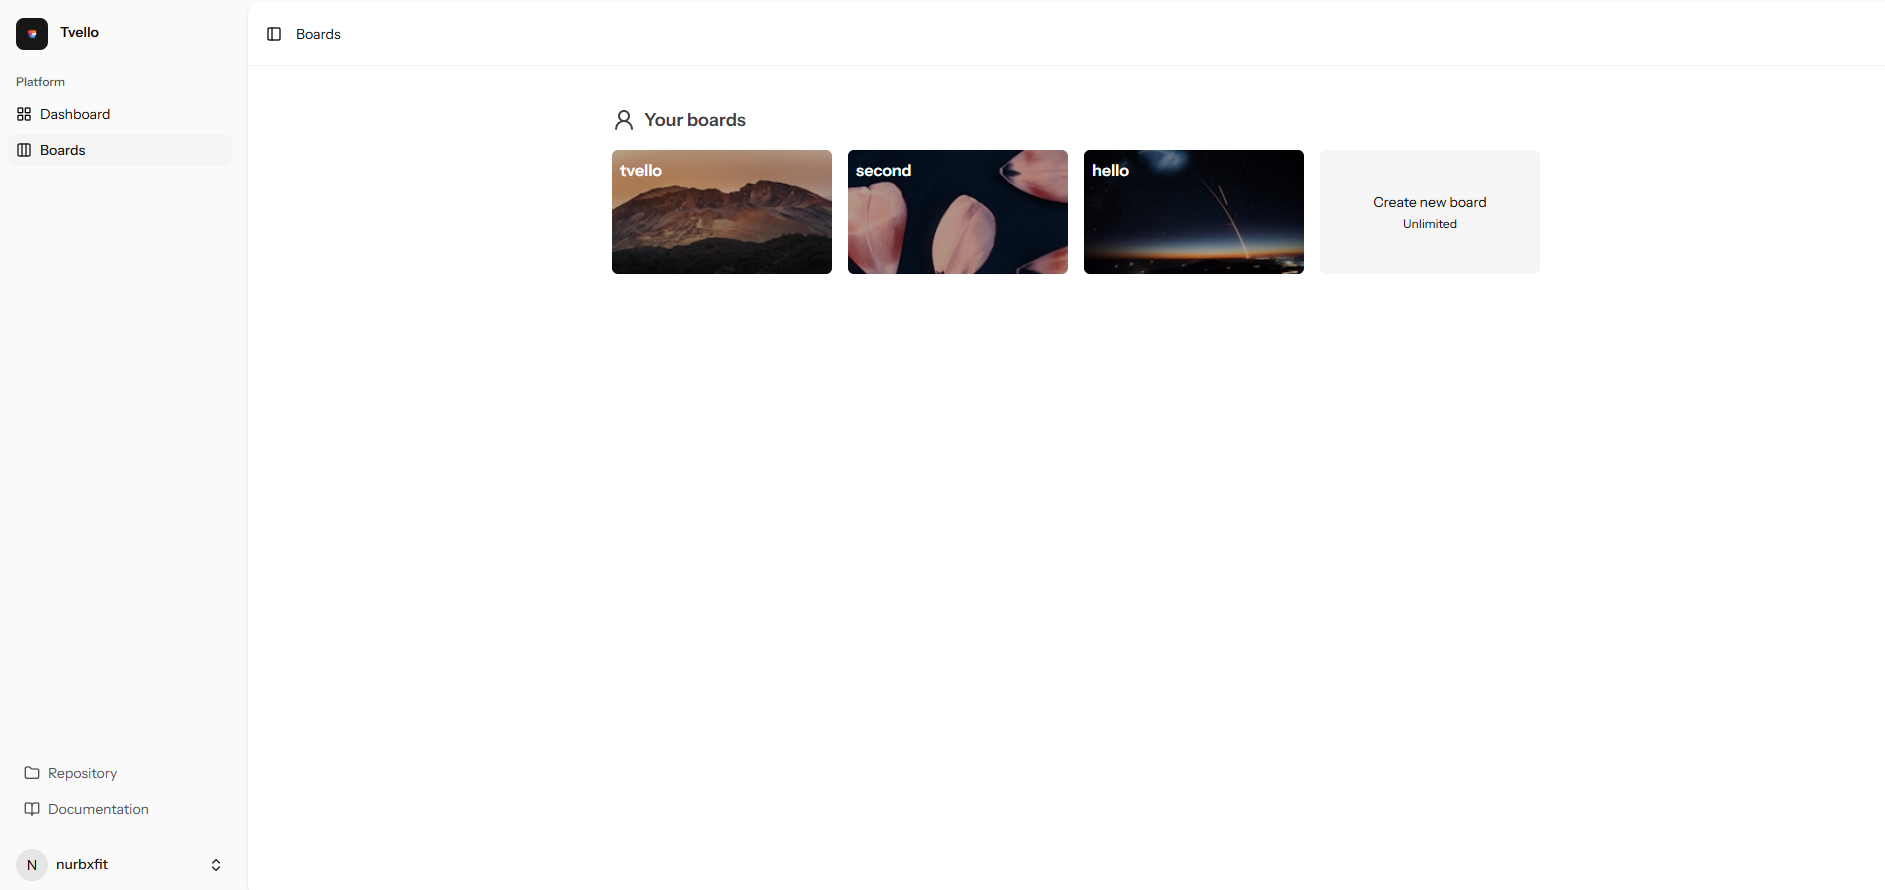 Tvello
Platform
Dashboard
Boards
Repository
Documentation
N
nurbxfit
Boards
Your boards
tvello
second
hello
Create new board
Unlimited